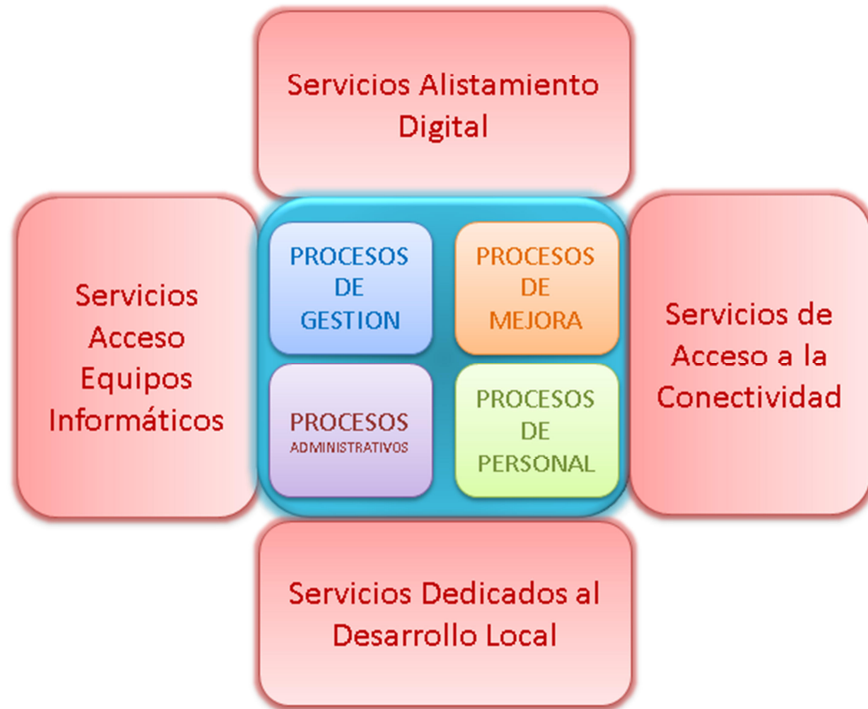 Servicios Alistamiento
Digital
Servicios
Acceso
Equipos
Informáticos
PROCESOS
DE
GESTION
PROCESOS
DE
MEJORA
PROCESOS
ADMINISTRATIVOS
PROCESOS
DE
PERSONAL
Servicios de
Acceso a la
Conectividad
Servicios Dedicados al
Desarrollo Local